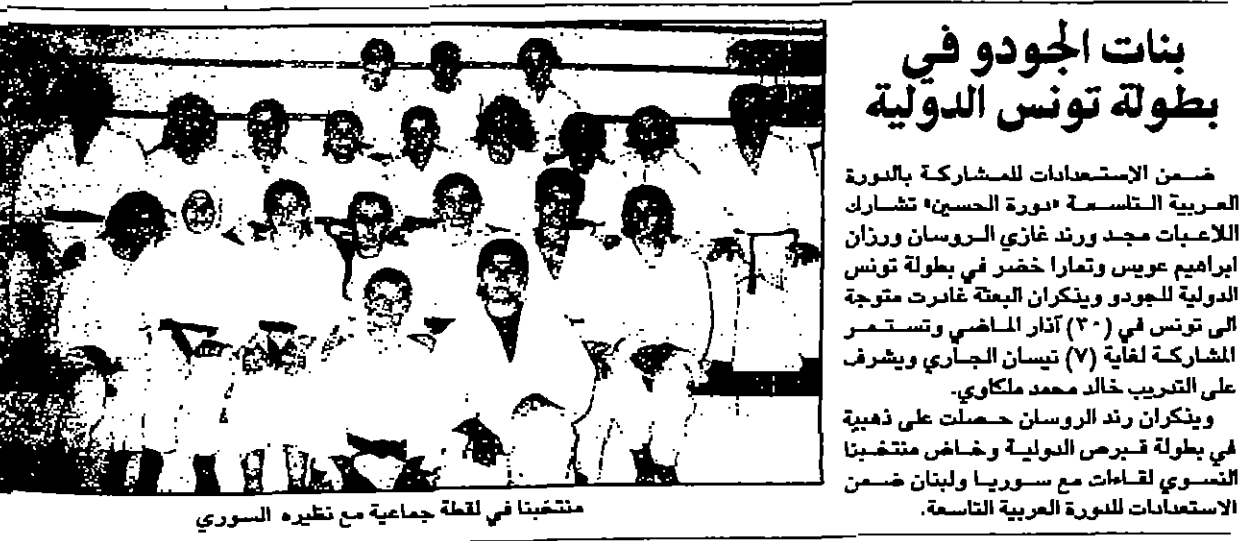 بنات الجودو في
بطولة تونس الدولية
ضمن الإستعدادات للمشاركة بالدورة
العربية التاسعة «دورة الحسين» تشارك
اللاعبات مجد ورند غازي الروسان ورزان
ابراهيم عويس وتمارا خضر في بطولة تونس
الدولية للجودو ويذكران البعثة غادرت متوجة
الى تونس في (٣٠) آذار الماضي وتستمر
المشاركة لغاية (٧) نيسان الجاري ويشرف
على التدريب خالد محمد ملكاوي.
ويذكران رند الروسان حصلت على ذهبية
في بطولة قبرص الدولية وخاض منتخبنا
النسوي لقاءات مع سوريا ولبنان ضمن
الاستعدادات للدورة العربية التاسعة.
منتخبنا في لقطة جماعية مع نظيره السوري